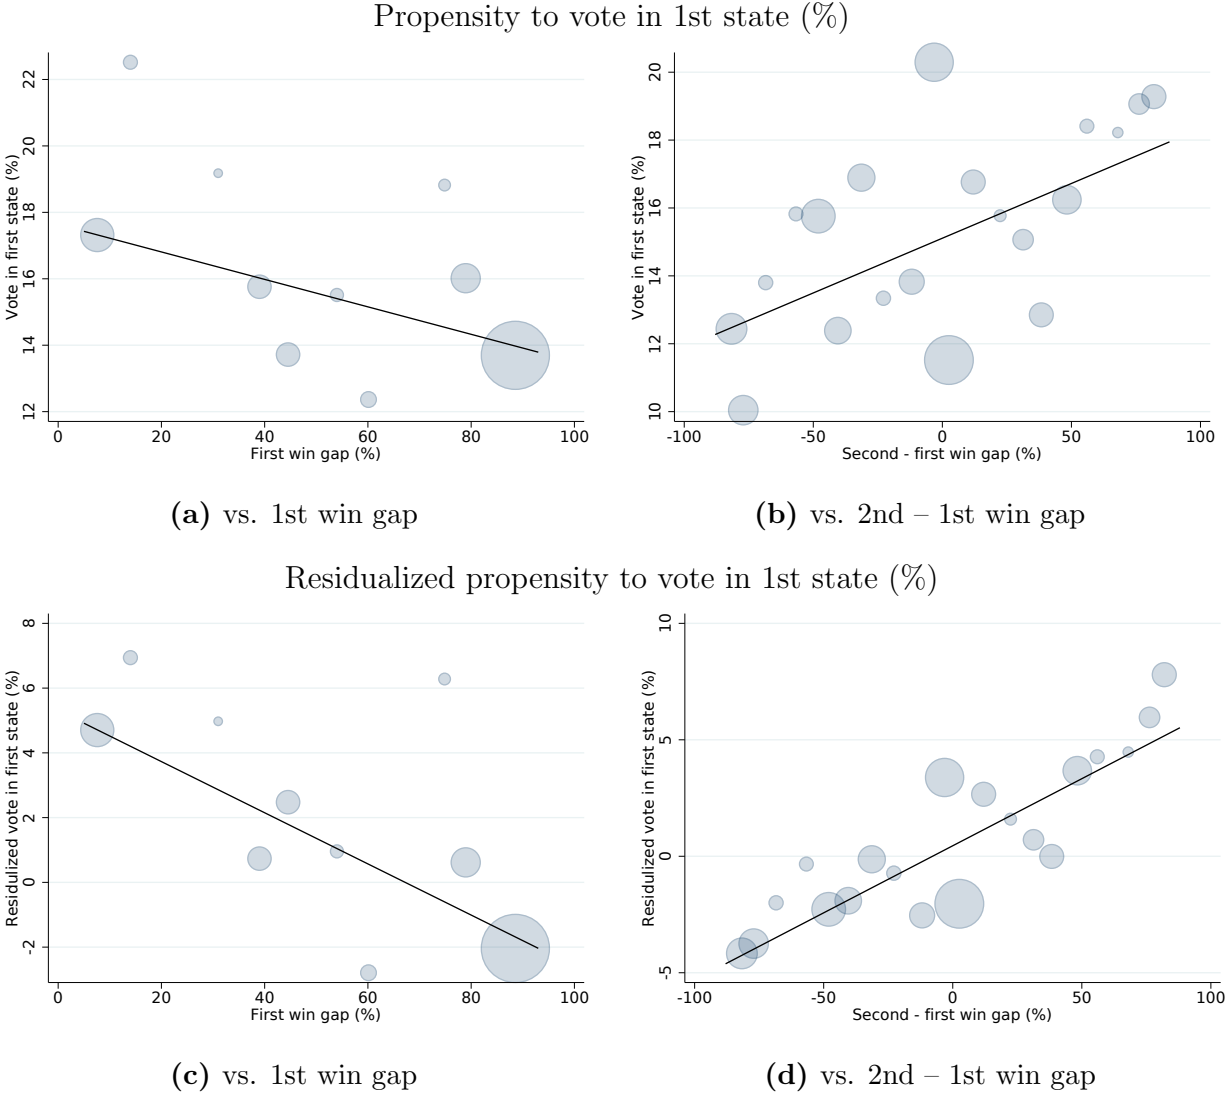 Propensity to vote in 1st state (%)
Vote in first state (%)
22
20
18
16
14
12
0 20 40 60 80 100
First win gap (%)
(a) vs. 1st win gap
Vote in first state (%)
20
18
16
14
12
10
-100 -50 0 50 100
Second - first win gap (%)
(b) vs. 2nd – 1st win gap
Residualized propensity to vote in 1st state (%)
Residulized vote in first state (%)
8
6
4
2
0
-2
0 20 40 60 80 100
First win gap (%)
(c) vs. 1st win gap
Residulized vote in first state (%)
10
5
0
-5
-100 -50 0 50 100
Second - first win gap (%)
(d) vs. 2nd – 1st win gap